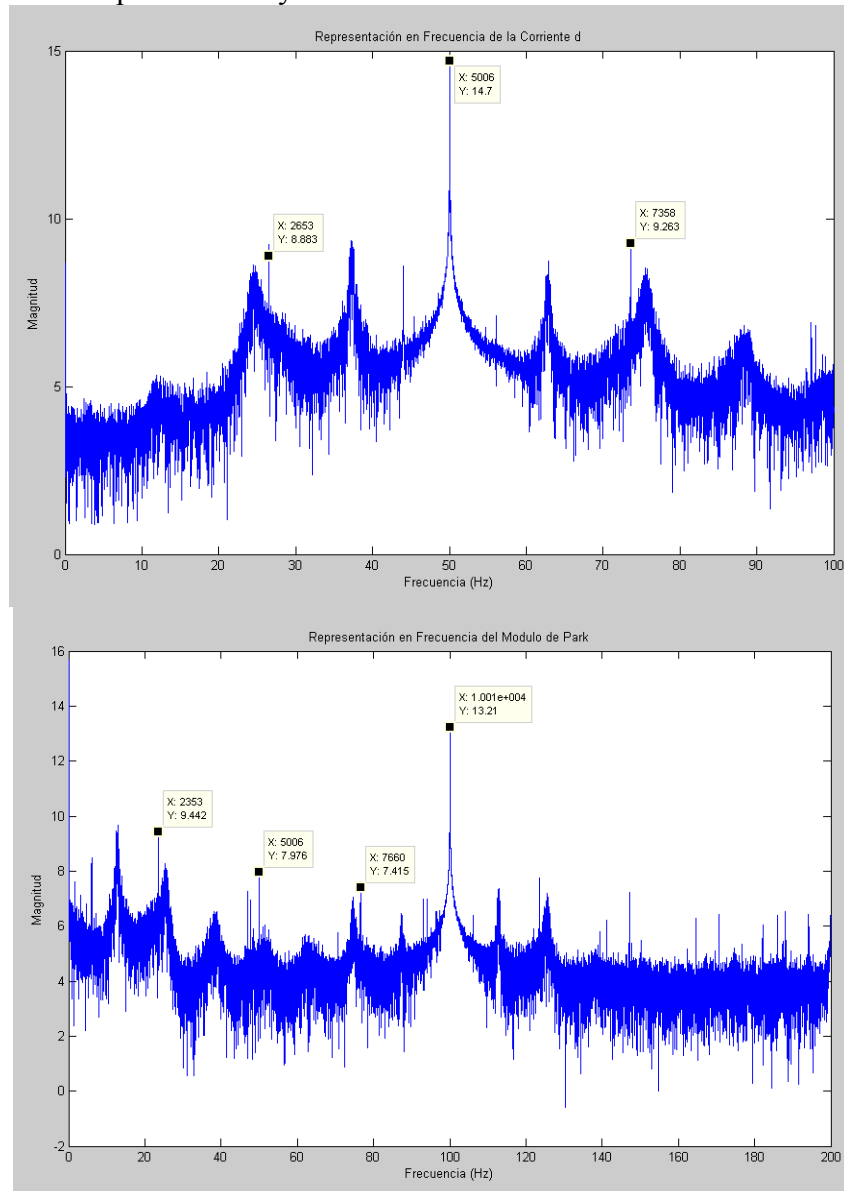 Representación en Frecuencia de la Corriente d
15
X: 5006
Y: 14.7
10
X: 2653
Y: 8.883
X: 7358
Y: 9.263
Magnitud
5
0
0 10 20 30 40 50 60 70 80 90 100
Frecuencia (Hz)
Representación en Frecuencia del Modulo de Park
16
X: 1.001e+004
Y: 13.21
14
12
X: 2353
Y: 9.442
10
X: 5006
Y: 7.976
X: 7660
Y: 7.415
8
Magnitud
6
4
2
0
-2
0 20 40 60 80 100 120 140 160 180 200
Frecuencia (Hz)